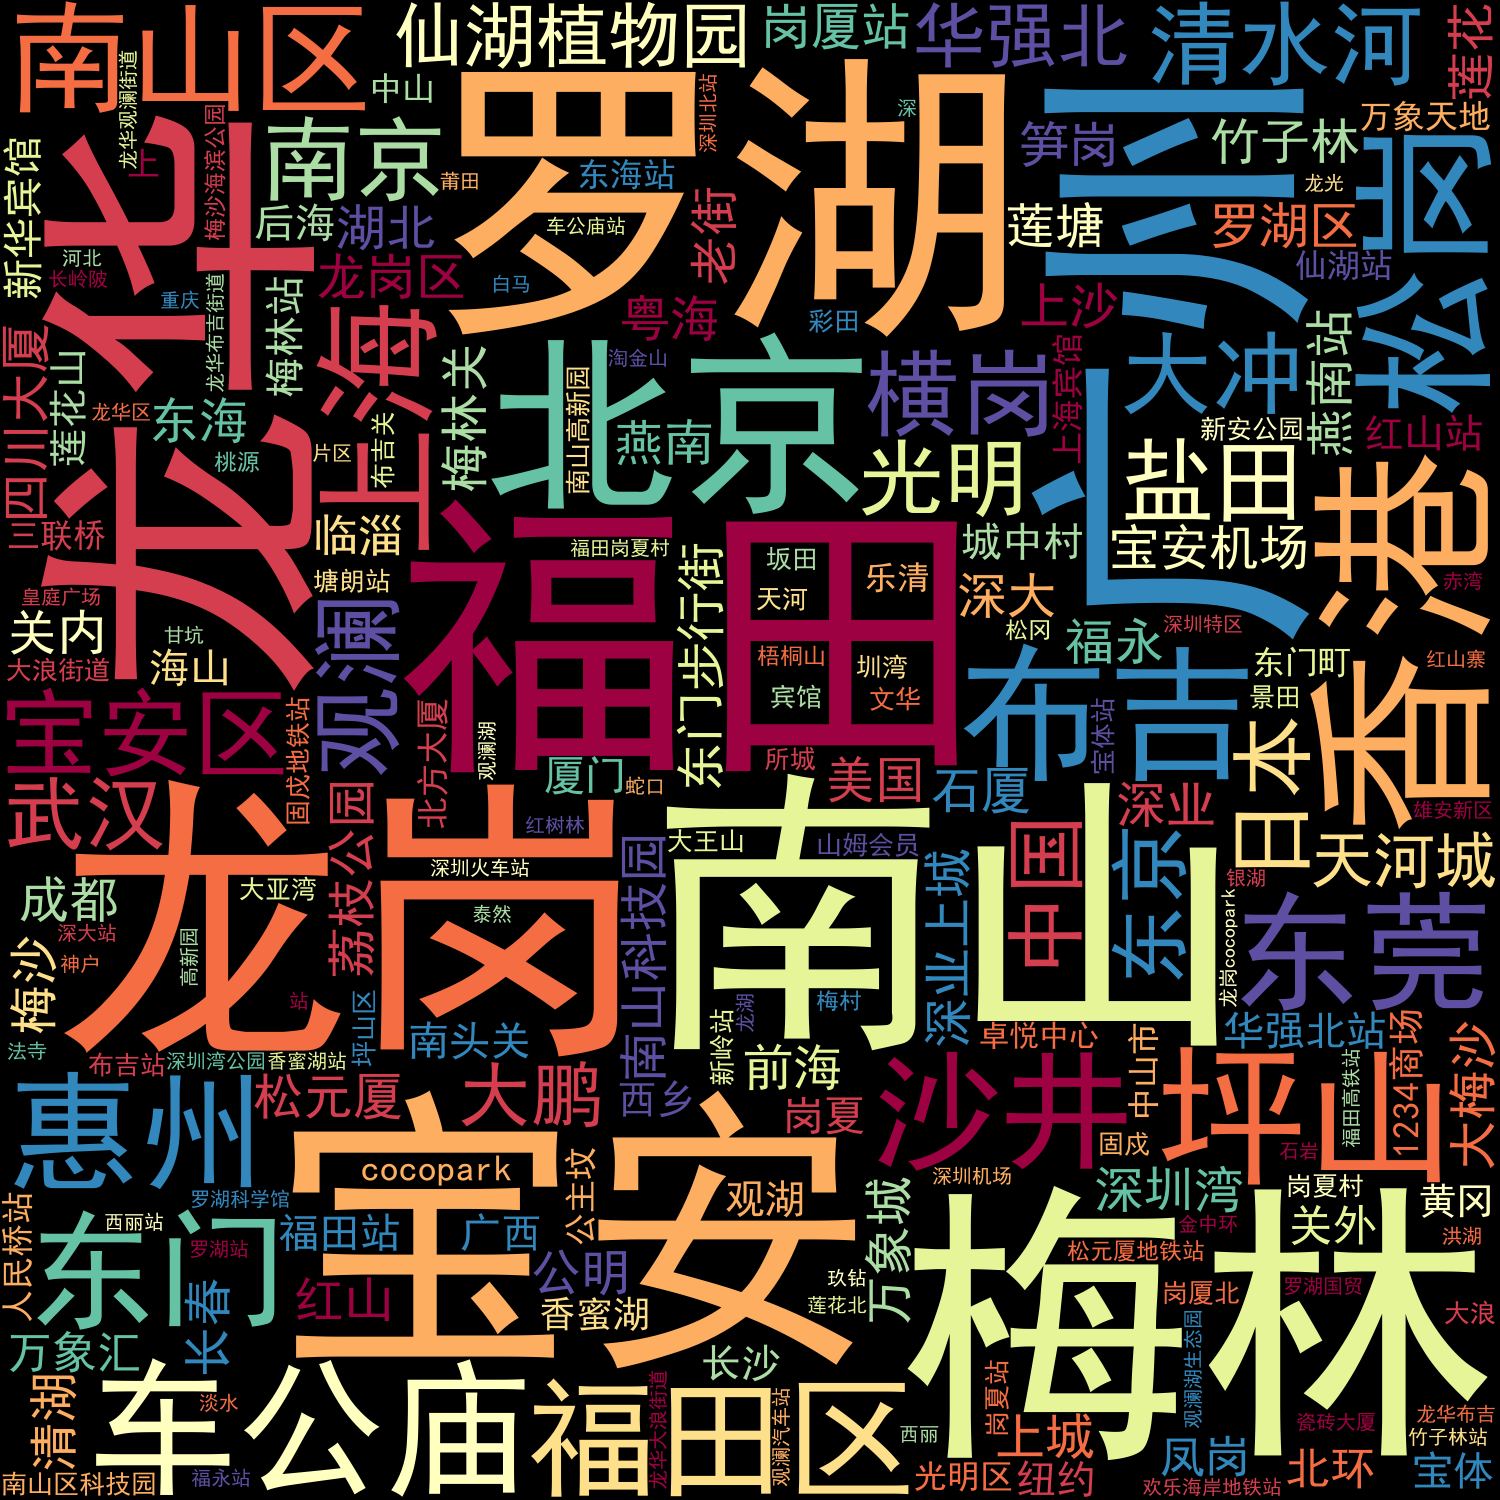 南山区
仙湖植物园
岗厦站
华强北
清水河
莲花
中山
罗湖
深圳北站
深
广州
笋岗
竹子林
万象天地
松岗
龙华观澜街道
上
梅沙海滨公园
新华宾馆
龙华
南京
莆田
东海站
老街
莲塘
罗湖区
龙光
后海
湖北
车公庙站
仙湖站
河北
长岭陂
重庆
龙华布吉街道
梅林站
龙岗区
白马
粤海
彩田
上沙
四川大厦
莲花山
龙华区
东海
桃源
上海
片区
布吉关
梅林关
北京
淘金山
南山高新园
燕南
横岗
上海宾馆
大冲
新安公园
燕南站
红山站
三联桥
临淄
塘朗站
福田
福田岗夏村
东门步行街
光明
城中村
盐田
宝安机场
香港
皇庭广场
关内
甘坑
海山
大浪街道
观澜
坂田
乐清
天河
梧桐山
圳湾
宾馆
文华
深大
松冈
福永
深圳特区
赤湾
东门町
红山寨
景田
宝安区
固戍地铁站
北方大厦
观澜湖
厦门
蛇口
所城
美国
布吉
石厦
宝体站
日本
武汉
荔枝公园
红树林
大王山
山姆会员
深业
雄安新区
龙岗
深圳火车站
南山科技园
南山
深业上城
中国
东京
天河城
银湖
成都
大亚湾
泰然
深大站
神户
高新园
梅沙
站
龙湖
梅村
龙岗cocopark
东莞
法寺
布吉站
深圳湾公园
香蜜湖站
坪山区
南头关
新岭站
前海
卓悦中心
中山市
华强北站
1234商场
大梅沙
惠州
松元厦
大鹏
西乡
岗夏
沙井
坪山
福田高铁站
固戍
石岩
宝安
cocopark
公主坟
观湖
深圳机场
深圳湾
岗夏村
黄冈
人民桥站
西丽站
罗湖科学馆
东门
罗湖站
福田站
广西
公明
万象城
梅林
金中环
关外
洪湖
松元厦地铁站
长春
红山
香蜜湖
玖钻
莲花北
岗厦北
罗湖国贸
大浪
万象汇
清湖
淡水
车公庙
长沙
福田区
龙华大浪街道
观澜汽车站
西丽
岗夏站
上城
观澜湖生态园
瓷砖大厦
龙华布吉
竹子林站
南山区科技园
福永站
光明区
纽约
凤岗
北环
宝体
欢乐海岸地铁站